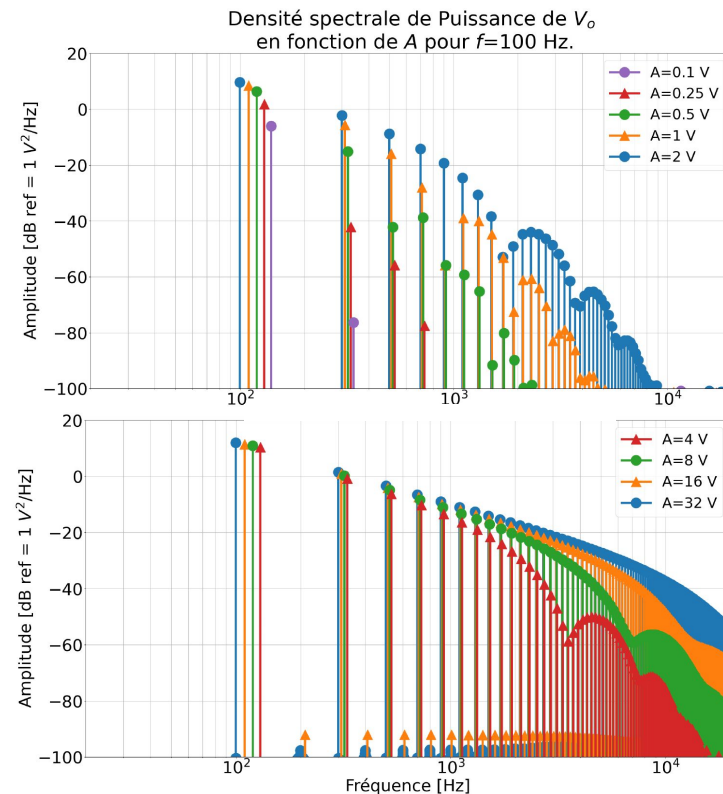 Densité spectrale de Puissance de Vₒ
en fonction de A pour f=100 Hz.
Amplitude [dB ref = 1 V²/Hz]
20
0
−20
−40
−60
−80
−100
A=0.1 V
A=0.25 V
A=0.5 V
A=1 V
A=2 V
10²
10³
10⁴
Amplitude [dB ref = 1 V²/Hz]
20
0
−20
−40
−60
−80
−100
A=4 V
A=8 V
A=16 V
A=32 V
10²
10³
10⁴
Fréquence [Hz]